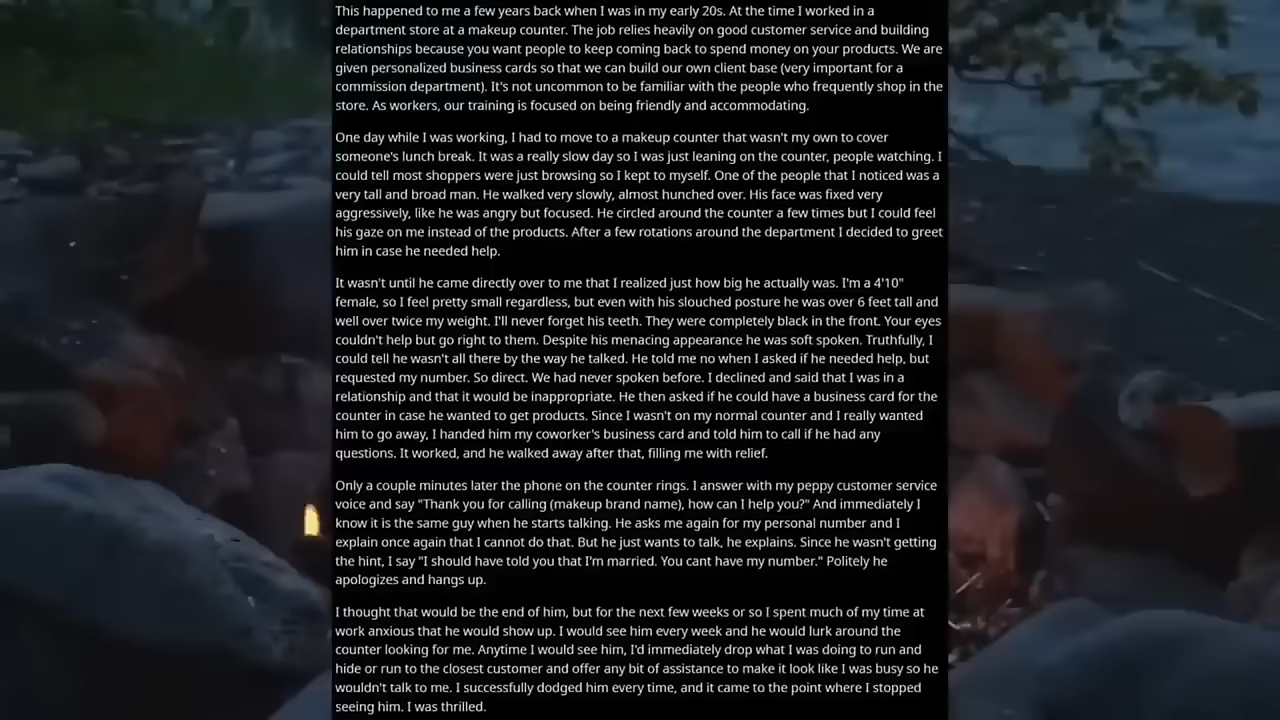 This happened to me a few years back when I was in my early 20s. At the time I worked in a
department store at a makeup counter. The job relies heavily on good customer service and building
relationships because you want people to keep coming back to spend money on your products. We are
given personalized business cards so that we can build our own client base (very important for a
commission department). It's not uncommon to be familiar with the people who frequently shop in the
store. As workers, our training is focused on being friendly and accommodating.
One day while I was working, I had to move to a makeup counter that wasn't my own to cover
someone's lunch break. It was a really slow day so I was just leaning on the counter, people watching. I
could tell most shoppers were just browsing so I kept to myself. One of the people that I noticed was a
very tall and broad man. He walked very slowly, almost hunched over. His face was fixed very
aggressively, like he was angry but focused. He circled around the counter a few times but I could feel
his gaze on me instead of the products. After a few rotations around the department I decided to greet
him in case he needed help.
It wasn't until he came directly over to me that I realized just how big he actually was. I'm a 4'10"
female, so I feel pretty small regardless, but even with his slouched posture he was over 6 feet tall and
well over twice my weight. I'll never forget his teeth. They were completely black in the front. Your eyes
couldn't help but go right to them. Despite his menacing appearance he was soft spoken. Truthfully, I
could tell he wasn't all there by the way he talked. He told me no when I asked if he needed help, but
requested my number. So direct. We had never spoken before. I declined and said that I was in a
relationship and that it would be inappropriate. He then asked if he could have a business card for the
counter in case he wanted to get products. Since I wasn't on my normal counter and I really wanted
him to go away, I handed him my coworker's business card and told him to call if he had any
questions. It worked, and he walked away after that, filling me with relief.
Only a couple minutes later the phone on the counter rings. I answer with my peppy customer service
voice and say "Thank you for calling (makeup brand name), how can I help you?" And immediately I
know it is the same guy when he starts talking. He asks me again for my personal number and I
explain once again that I cannot do that. But he just wants to talk, he explains. Since he wasn't getting
the hint, I say "I should have told you that I'm married. You cant have my number." Politely he
apologizes and hangs up.
I thought that would be the end of him, but for the next few weeks or so I spent much of my time at
work anxious that he would show up. I would see him every week and he would lurk around the
counter looking for me. Anytime I would see him, I'd immediately drop what I was doing to run and
hide or run to the closest customer and offer any bit of assistance to make it look like I was busy so he
wouldn't talk to me. I successfully dodged him every time, and it came to the point where I stopped
seeing him. I was thrilled.